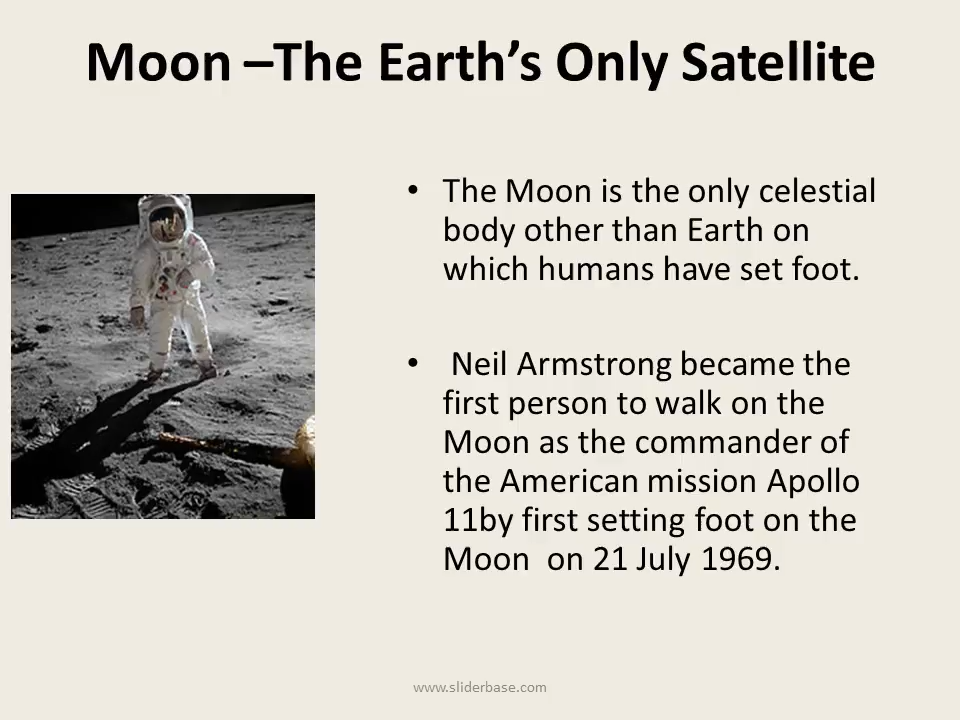 Moon –The Earth’s Only Satellite
• The Moon is the only celestial
body other than Earth on
which humans have set foot.
• Neil Armstrong became the
first person to walk on the
Moon as the commander of
the American mission Apollo
11by first setting foot on the
Moon  on 21 July 1969.
www.sliderbase.com